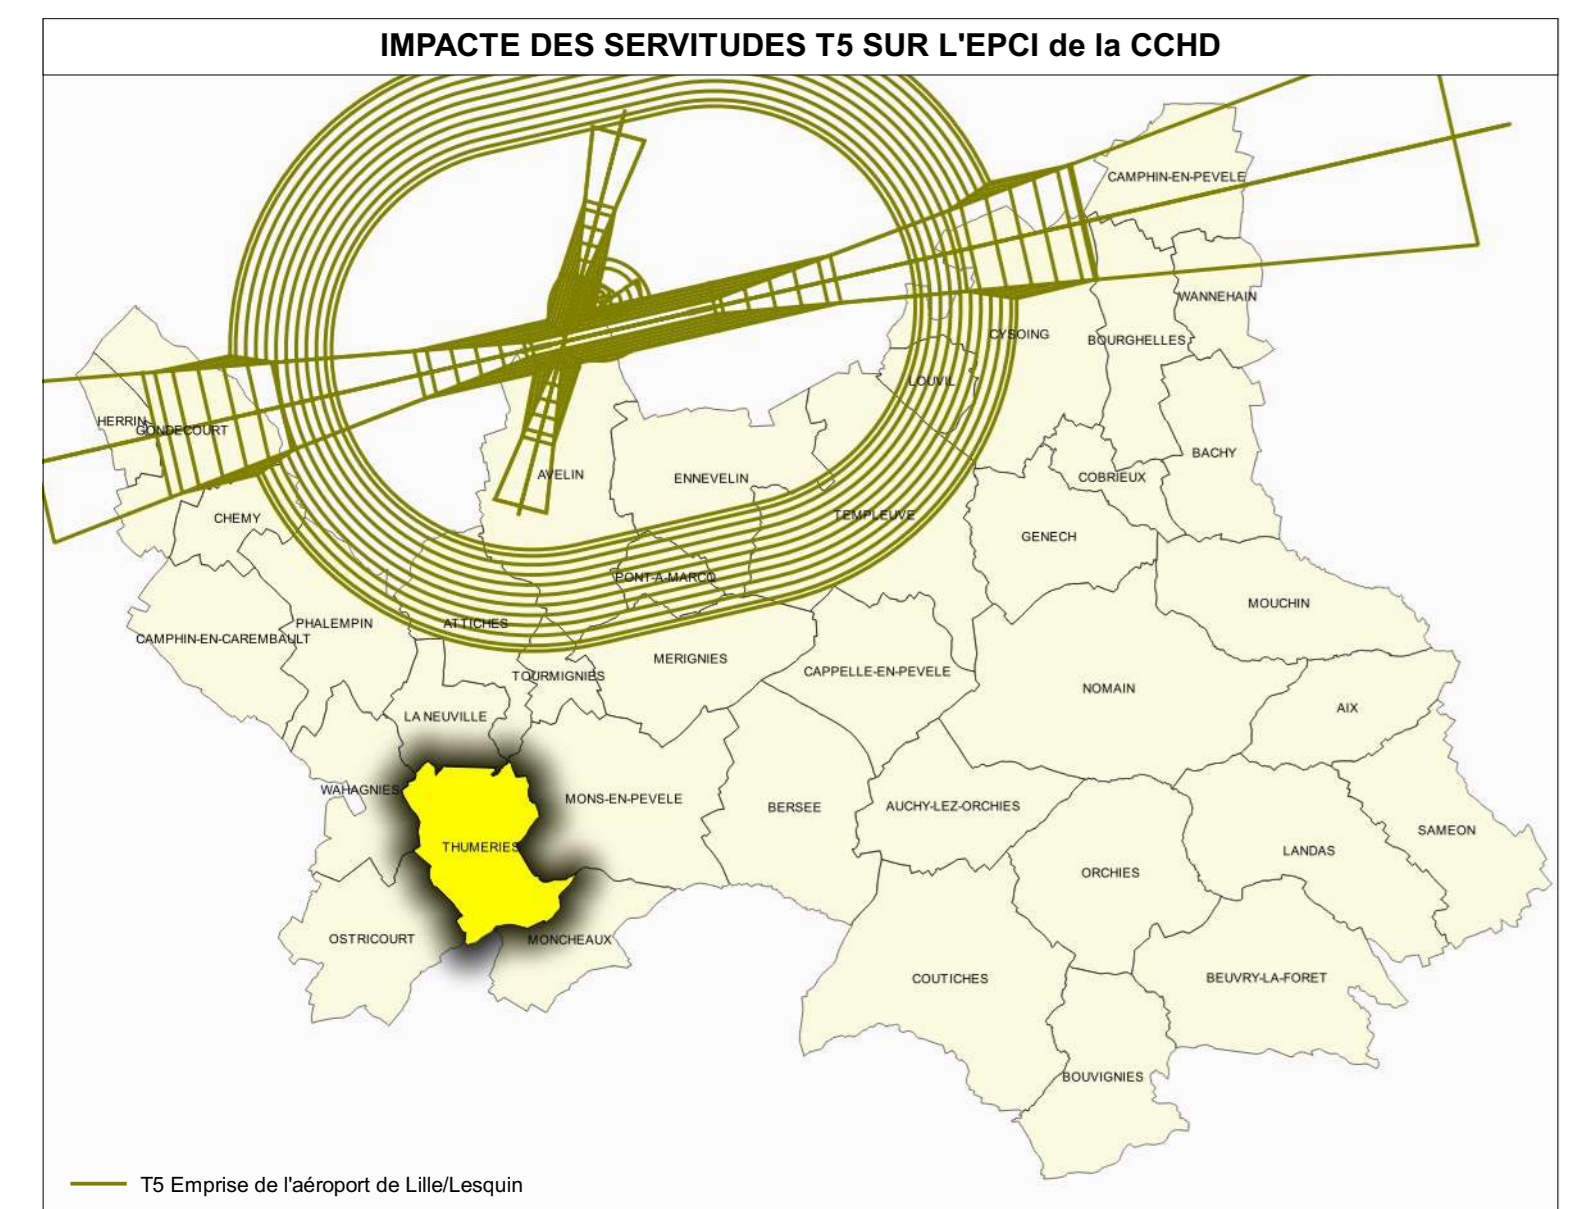 IMPACTE DES SERVITUDES T5 SUR L'EPCI de la CCHD
CAMPHIN-EN-PEVELE
WANNEHAIN
CYSOING
BOURGHELLES
LOUVIL
HERRIN
GONDECOURT
BACHY
AVELIN
ENNEVELIN
COBRIEUX
CHEMY
TEMPLEUVE
GENECH
PONT-A-MARCQ
MOUCHIN
PHALEMPIN
ATTICHES
CAMPHIN-EN-CAREMBAULT
MERIGNIES
TOURMIGNIES
CAPPELLE-EN-PEVELE
NOMAIN
AIX
LA NEUVILLE
WAHAGNIES
MONS-EN-PEVELE
BERSEE
AUCHY-LEZ-ORCHIES
SAMEON
THUMERIES
LANDAS
ORCHIES
OSTRICOURT
MONCHEAUX
COUTICHES
BEUVRY-LA-FORET
BOUVIGNIES
T5 Emprise de l'aéroport de Lille/Lesquin